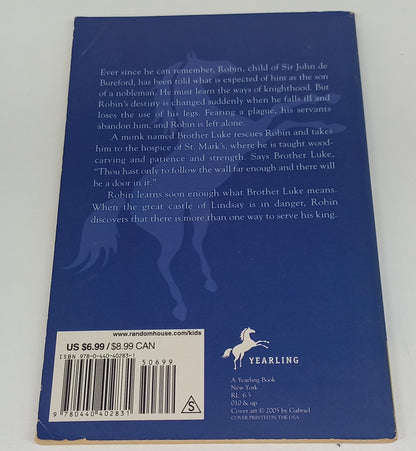 Ever since he can remember, Robin, child of Sir John de
Bureford, has been told what is expected of him as the son
of a nobleman. He must learn the ways of knighthood. But
Robin's destiny is changed suddenly when he falls ill and
loses the use of his legs. Fearing a plague, his servants
abandon him, and Robin is left alone.
A monk named Brother Luke rescues Robin and takes
him to the hospice of St. Mark's, where he is taught wood-
carving and patience and strength. Says Brother Luke,
"Thou hast only to follow the wall far enough and there will
be a door in it."
Robin learns soon enough what Brother Luke means.
When the great castle of Lindsay is in danger, Robin
discovers that there is more than one way to serve his king.
www.randomhouse.com/kids
US $6.99 / $8.99 CAN
ISBN 978-0-440-40283-1
50699
9 780440 402831
S
YEARLING
A Yearling Book
New York
RL: 6.5
010 & up
Cover art © 2005 by Gabriel
COVER PRINTED IN THE USA